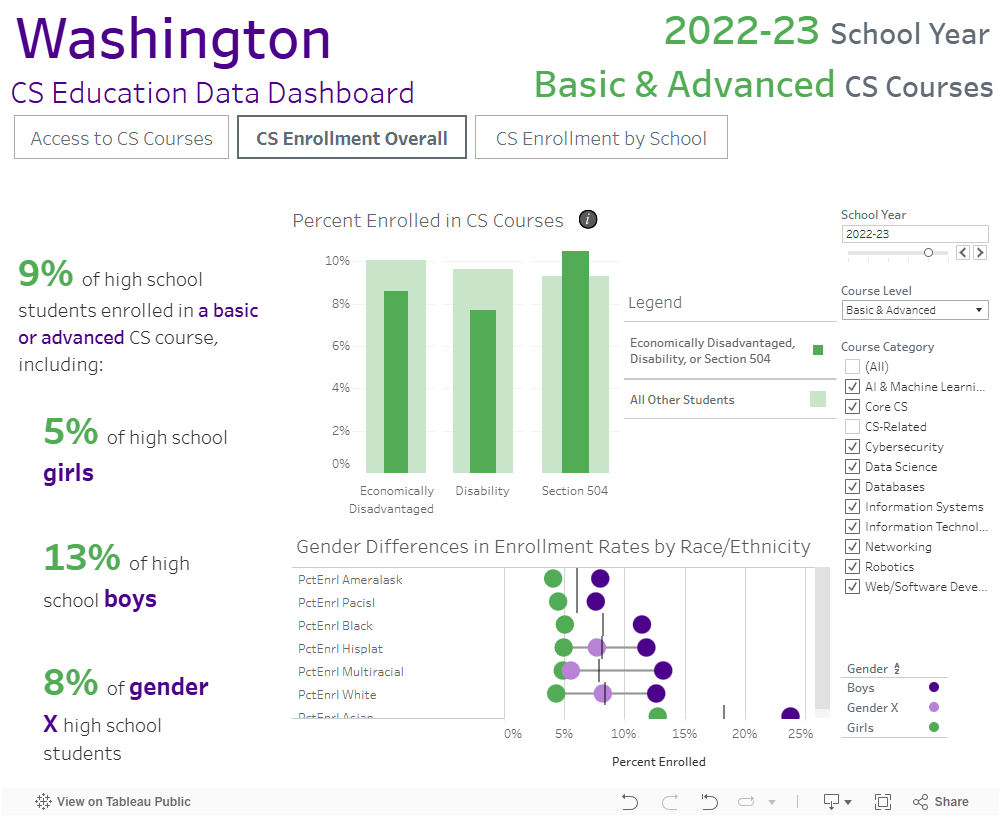 Washington
CS Education Data Dashboard
2022-23 School Year
Basic & Advanced CS Courses
Access to CS Courses
CS Enrollment Overall
CS Enrollment by School
9% of high school
students enrolled in a basic
or advanced CS course,
including:
5% of high school
girls
13% of high
school boys
8% of gender
X high school
students
Percent Enrolled in CS Courses i
10%
8%
6%
4%
2%
0%
Economically
Disadvantaged
Disability
Section 504
Legend
Economically Disadvantaged,
Disability, or Section 504
All Other Students
Gender Differences in Enrollment Rates by Race/Ethnicity
PctEnrl Ameralask
PctEnrl Pacisl
PctEnrl Black
PctEnrl Hisplat
PctEnrl Multiracial
PctEnrl White
PctEnrl Asian
0% 5% 10% 15% 20% 25%
Percent Enrolled
School Year
2022-23
Course Level
Basic & Advanced
Course Category
(All)
AI & Machine Learni...
Core CS
CS-Related
Cybersecurity
Data Science
Databases
Information Systems
Information Technol...
Networking
Robotics
Web/Software Deve...
Gender
Boys
Gender X
Girls
View on Tableau Public
Share